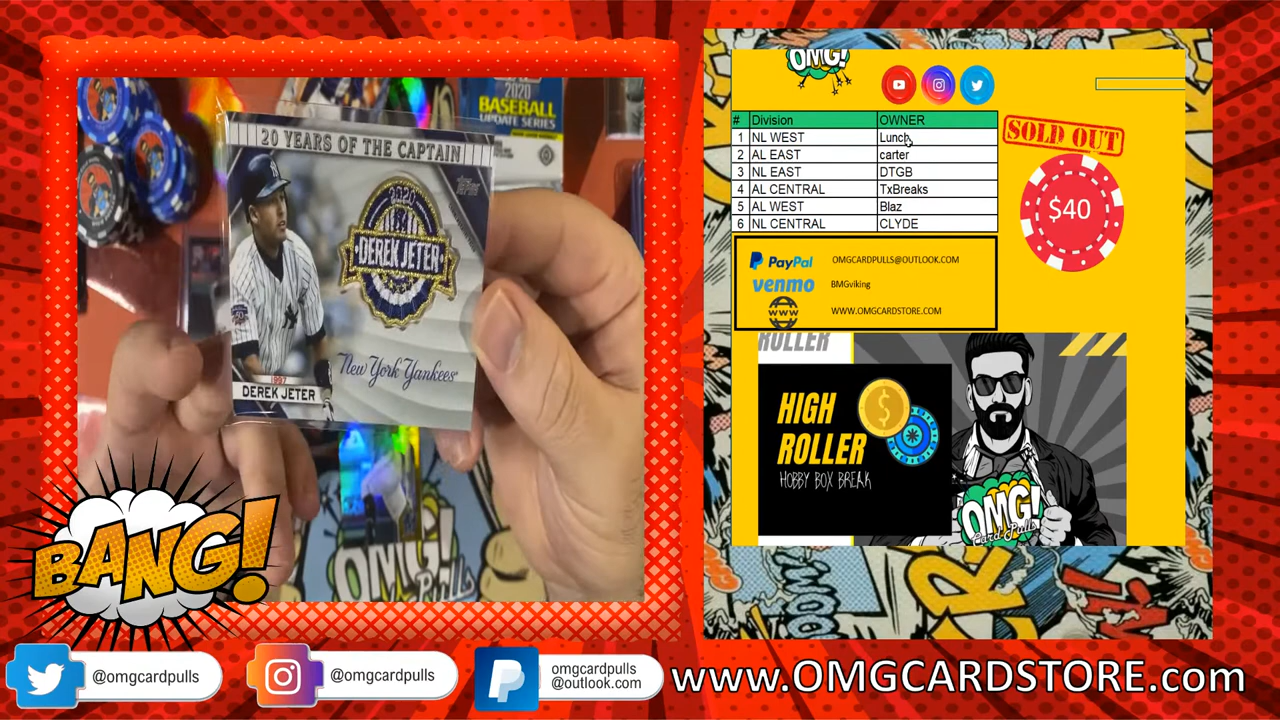 2020
BASEBALL
UPDATE SERIES
20 YEARS OF THE CAPTAIN
2020
DEREK JETER
New York Yankees
1997
DEREK JETER
OMG!
Pulls
BANG!
OMG!
# Division OWNER
1 NL WEST Lunch
2 AL EAST carter
3 NL EAST DTGB
4 AL CENTRAL TxBreaks
5 AL WEST Blaz
6 NL CENTRAL CLYDE
SOLD OUT
$40
PayPal OMGCARDPULLS@OUTLOOK.COM
venmo BMGviking
WWW WWW.OMGCARDSTORE.COM
ROLLER
HIGH
ROLLER
HOBBY BOX BREAK
OMG!
Card Pulls
@omgcardpulls
@omgcardpulls
omgcardpulls
@outlook.com
www.OMGCARDSTORE.com